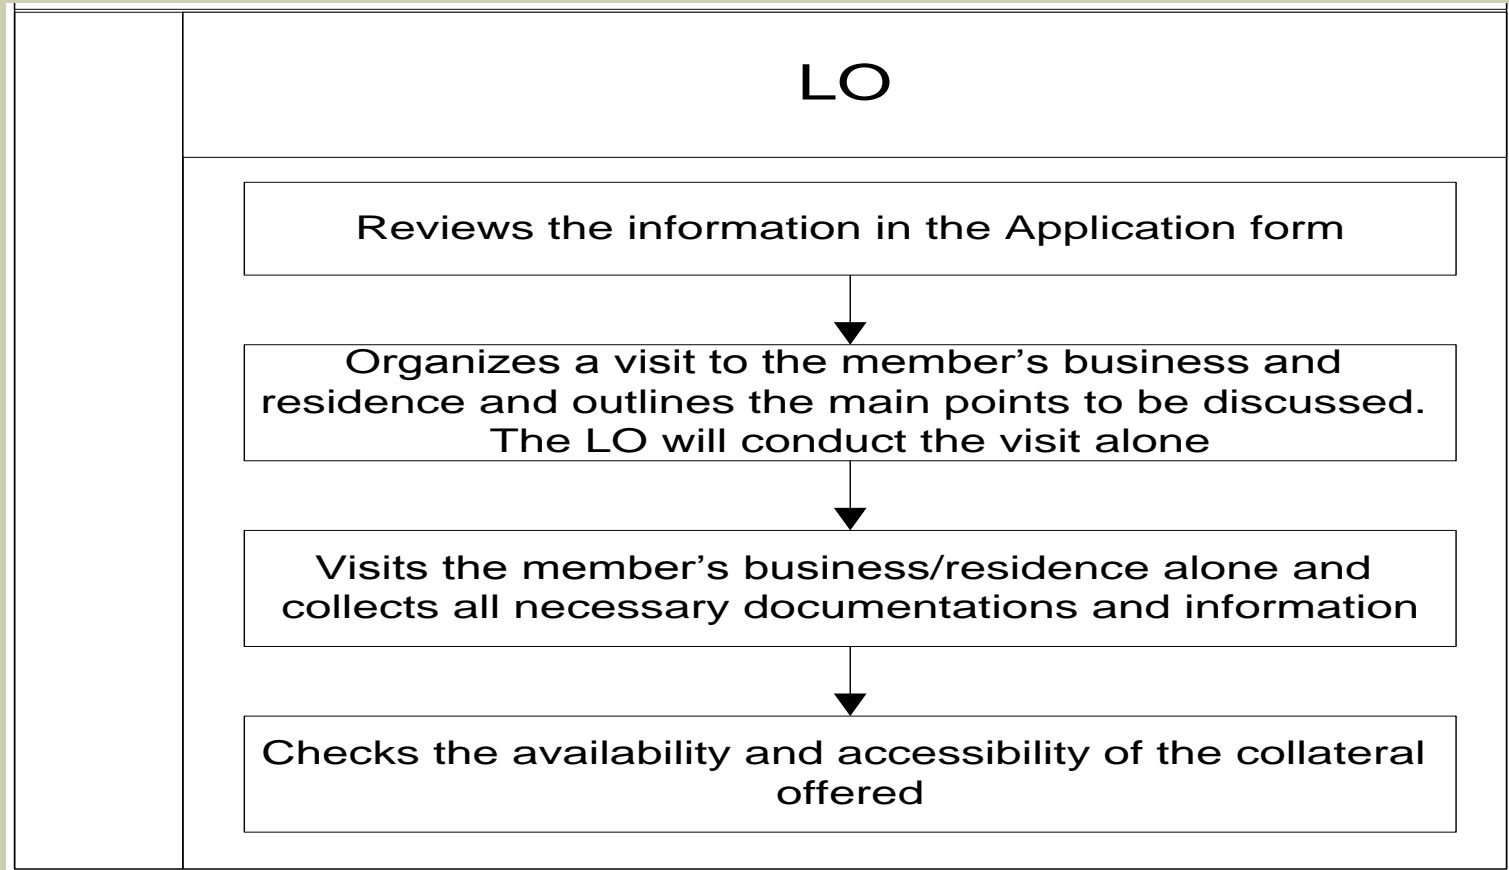 LO
Reviews the information in the Application form
Organizes a visit to the member’s business and
residence and outlines the main points to be discussed.
The LO will conduct the visit alone
Visits the member’s business/residence alone and
collects all necessary documentations and information
Checks the availability and accessibility of the collateral
offered